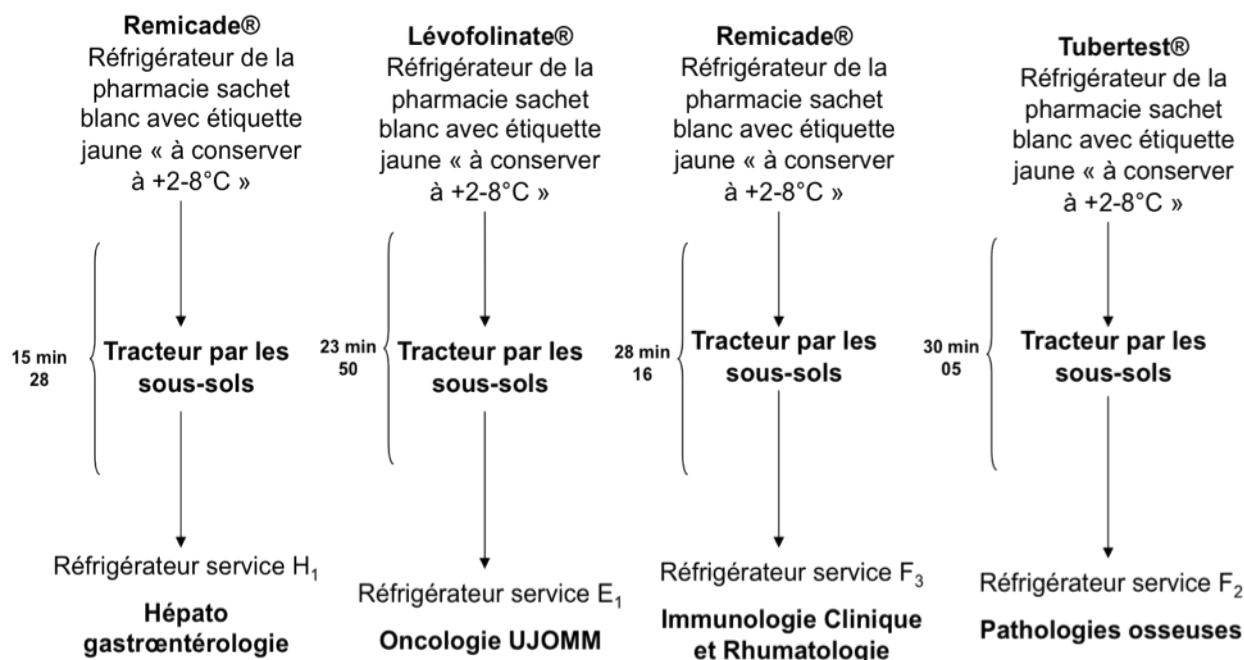 Remicade®
Réfrigérateur de la
pharmacie sachet
blanc avec étiquette
jaune « à conserver
à +2-8°C »
15 min
28
Tracteur par les
sous-sols
Réfrigérateur service H₁
Hépato
gastrœntérologie
Lévofolinate®
Réfrigérateur de la
pharmacie sachet
blanc avec étiquette
jaune « à conserver
à +2-8°C »
23 min
50
Tracteur par les
sous-sols
Réfrigérateur service E₁
Oncologie UJOMM
Remicade®
Réfrigérateur de la
pharmacie sachet
blanc avec étiquette
jaune « à conserver
à +2-8°C »
28 min
16
Tracteur par les
sous-sols
Réfrigérateur service F₃
Immunologie Clinique
et Rhumatologie
Tubertest®
Réfrigérateur de la
pharmacie sachet
blanc avec étiquette
jaune « à conserver
à +2-8°C »
30 min
05
Tracteur par les
sous-sols
Réfrigérateur service F₂
Pathologies osseuses